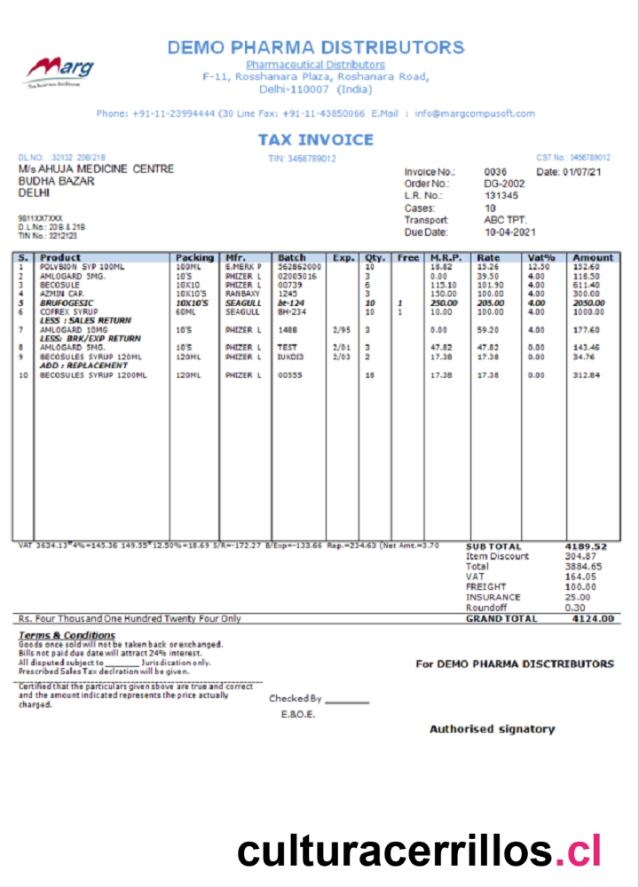 Marg
DEMO PHARMA DISTRIBUTORS
Pharmaceutical Distributors
F-11, Rosshanara Plaza, Roshanara Road,
Delhi-110007 (India)
Phone: +91-11-23994444 (30 Line Fax: +91-11-43850066 E.Mail : info@margcompusoft.com
TAX INVOICE
DL.NO: :32132 20B/21B TIN: 3456789012 CST No: 3456789012
M/s AHUJA MEDICINE CENTRE
BUDHA BAZAR
DELHI
9811XX7XXX
D.L.No: 20B & 21B
TIN No.: 3212123
Invoice No.: 0036 Date: 01/07/21
Order No.: DG-2002
L.R. No.: 131345
Cases: 10
Transport: ABC TPT.
Due Date: 10-04-2021
S. Product Packing Mfr. Batch Exp. Qty. Free M.R.P. Rate Vat% Amount
1 POLYBION SYP 100ML 100ML E.MERK P 562862000 10 18.82 15.26 12.50 152.60
2 AMLOGARD 5MG. 10'S PHIZER L 02005016 3 0.00 39.50 4.00 118.50
3 BECOSULE 10X10 PHIZER L 00739 6 115.10 101.90 4.00 611.40
4 AZMIN CAP. 10X10'S RANBAXY 1245 3 150.00 100.00 4.00 300.00
5 BRUFOGESIC 10X10'S SEAGULL bt-124 10 1 250.00 205.00 4.00 2050.00
6 COFREX SYRUP 60ML SEAGULL BH-234 10 1 10.00 100.00 4.00 1000.00
LESS : SALES RETURN
7 AMLOGARD 10MG 10'S PHIZER L 1488 2/95 3 0.00 59.20 4.00 177.60
LESS: BRK/EXP RETURN
8 AMLOGARD 5MG. 10'S PHIZER L TEST 2/01 3 47.82 47.82 0.00 143.46
9 BECOSULES SYRUP 120ML 120ML PHIZER L IUKDI3 2/03 2 17.38 17.38 0.00 34.76
ADD : REPLACEMENT
10 BECOSULES SYRUP 1200ML 120ML PHIZER L 00555 18 17.38 17.38 0.00 312.84
VAT 3634.13*4%=145.36 149.55*12.50%=18.69 S/R=-172.27 B/Exp=-133.66 Rep.=234.63 (Net Amt.=3.70
SUB TOTAL 4189.52
Item Discount 304.87
Total 3884.65
VAT 164.05
FREIGHT 100.00
INSURANCE 25.00
Roundoff 0.30
Rs. Four Thousand One Hundred Twenty Four Only GRAND TOTAL 4124.00
Terms & Conditions
Goods once sold will not be taken back or exchanged.
Bills not paid due date will attract 24% interest.
All disputed subject to ________ Jurisdication only.
Prescribed Sales Tax declration will be given.
For DEMO PHARMA DISCTRIBUTORS
Certified that the particulars given above are true and correct
and the amount indicated represents the price actually
charged.
Checked By ________
E.&O.E.
Authorised signatory
culturacerrillos.cl